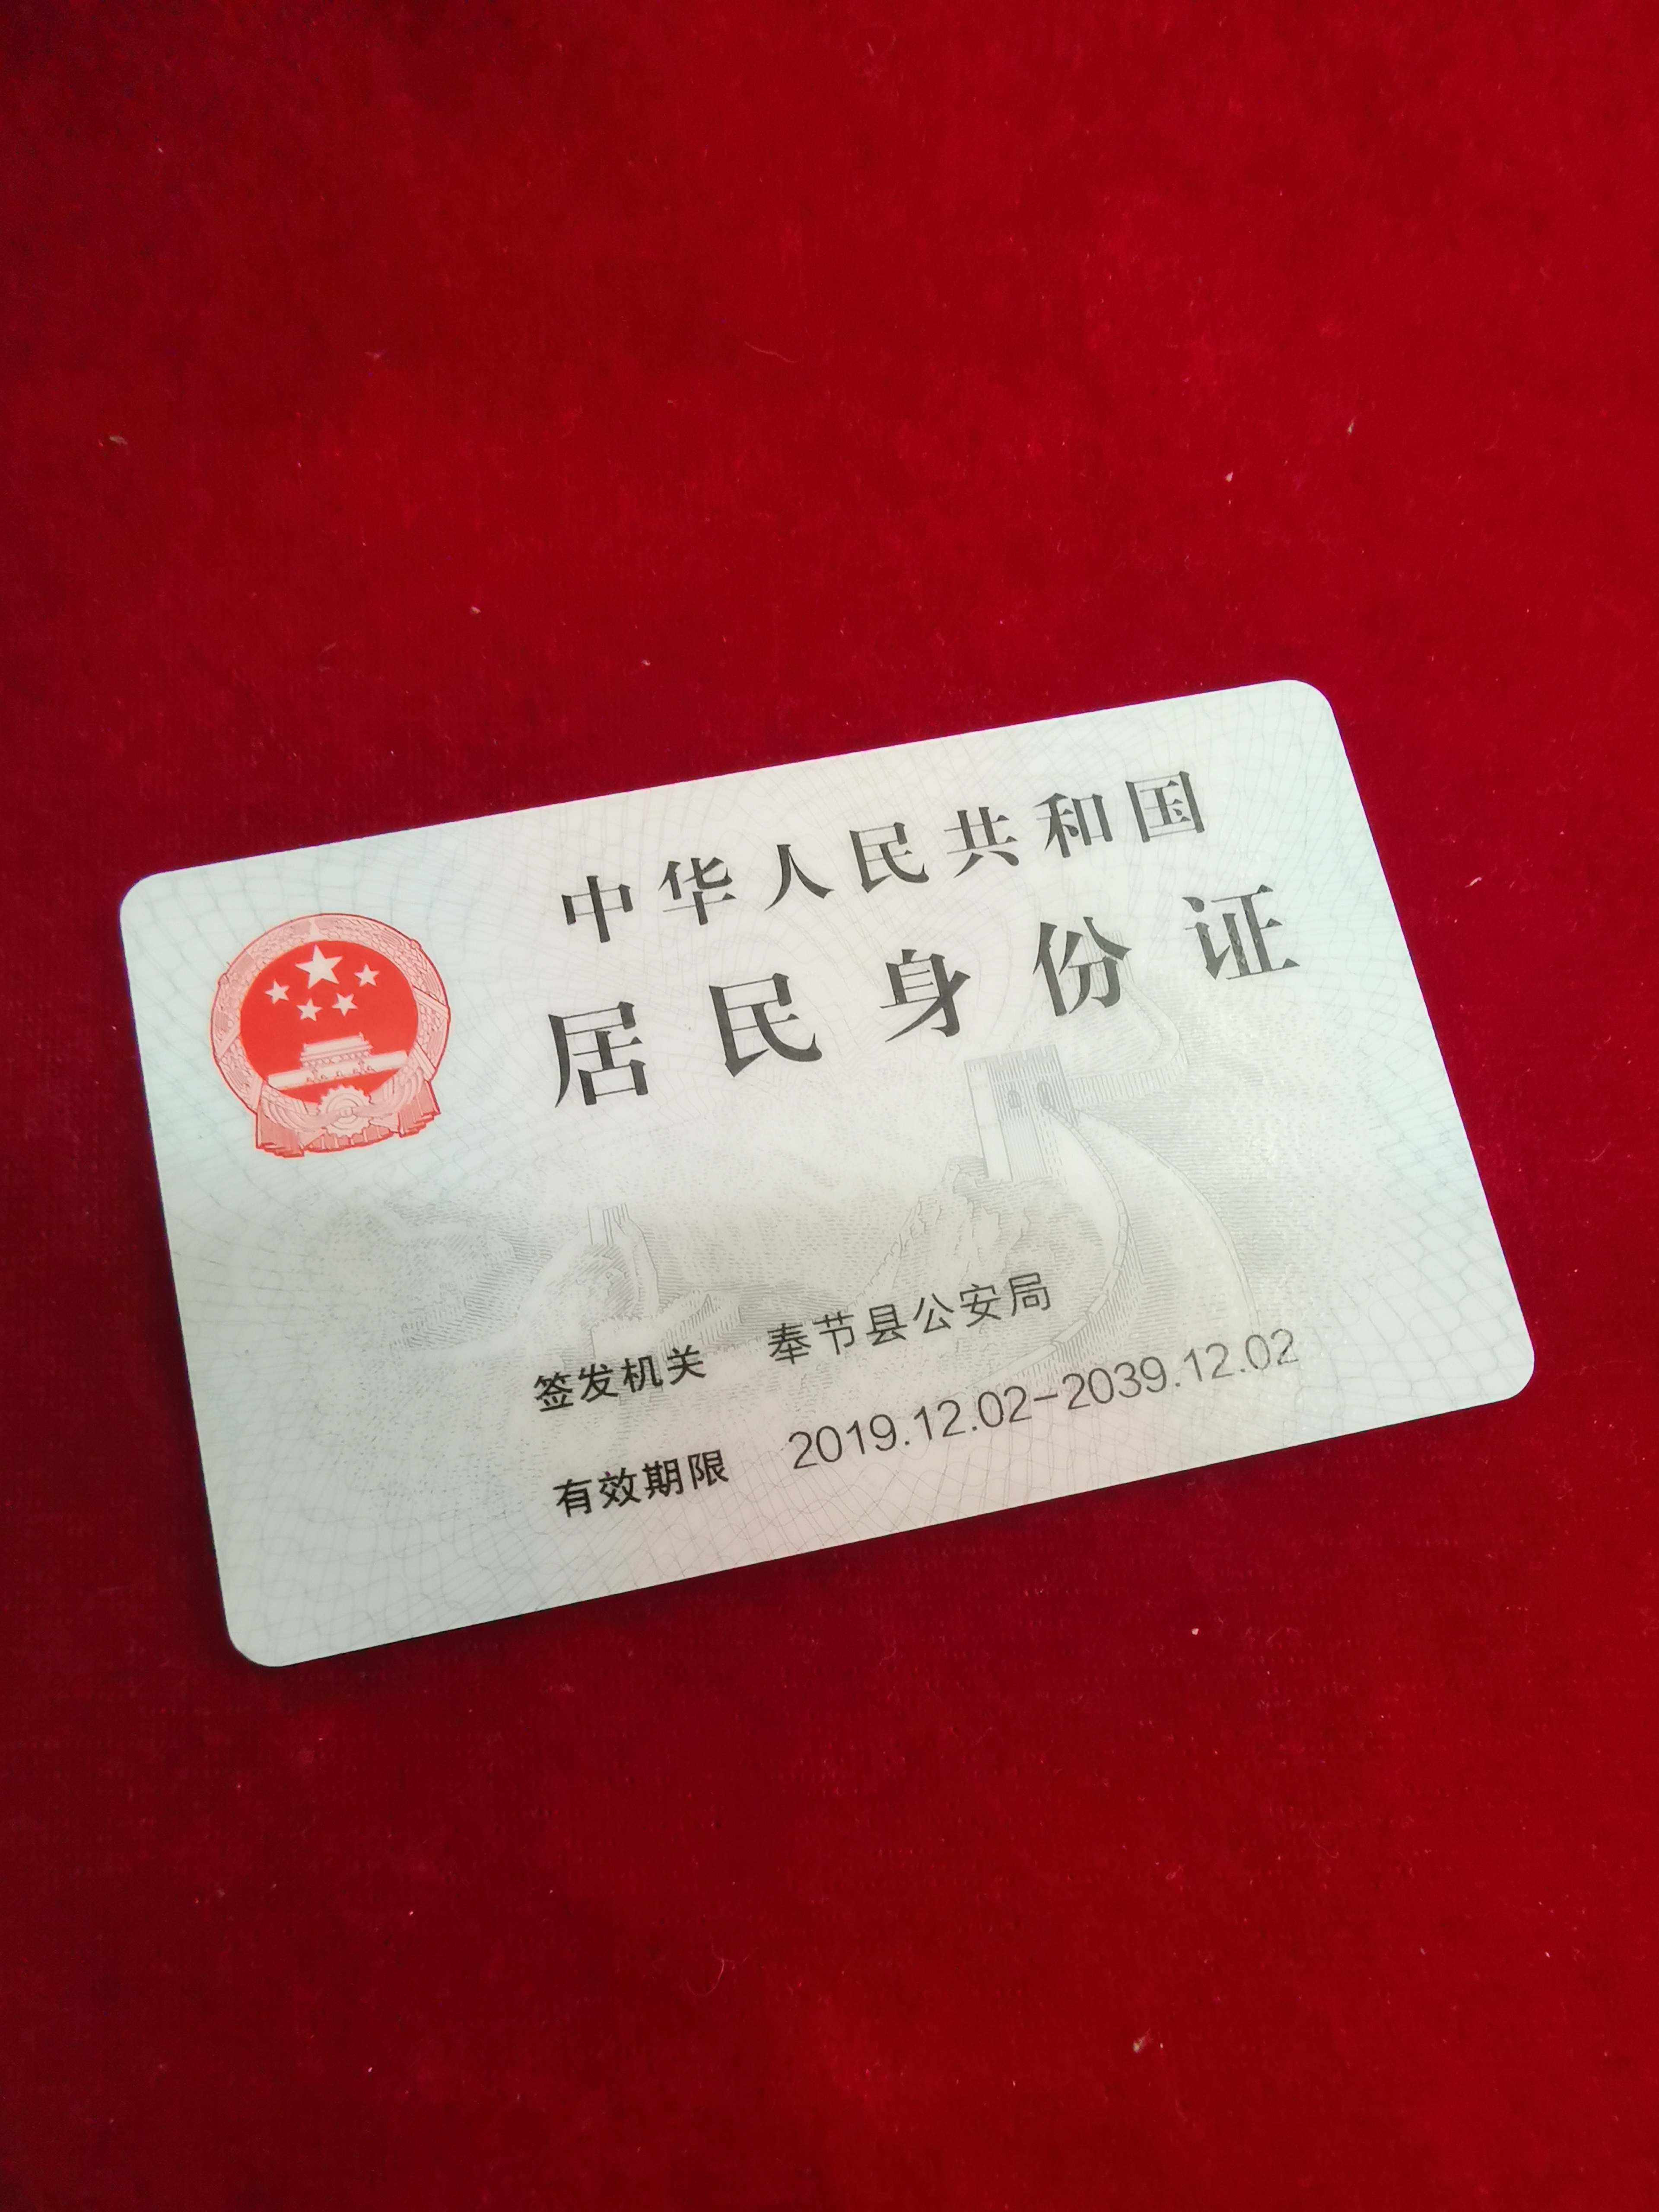 中华人民共和国
居民身份证
签发机关 奉节县公安局
有效期限 2019.12.02-2039.12.02